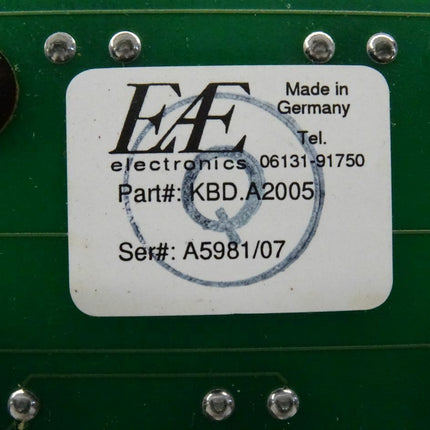 EAE
electronics
Made in
Germany
Tel.
06131-91750
Part#: KBD.A2005
Q
Ser#: A5981/07